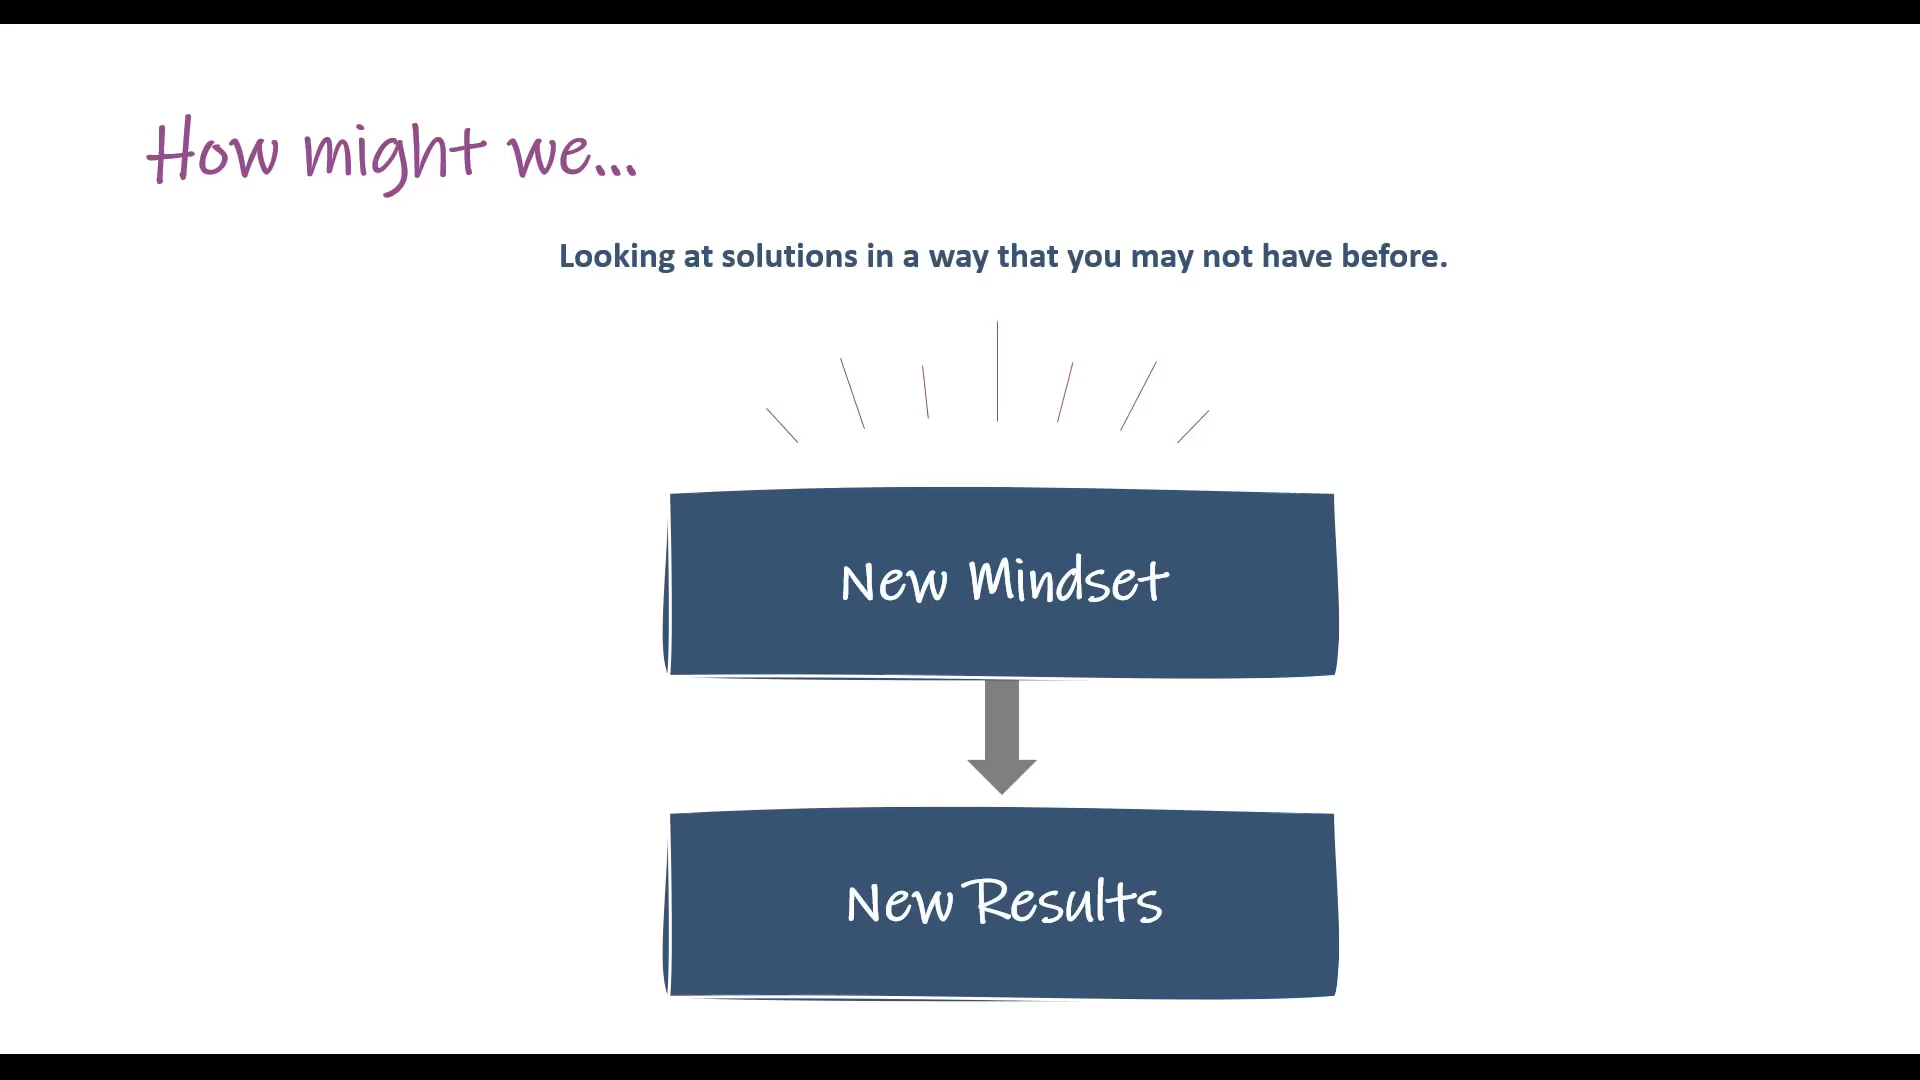 How might we...
Looking at solutions in a way that you may not have before.
New Mindset
New Results